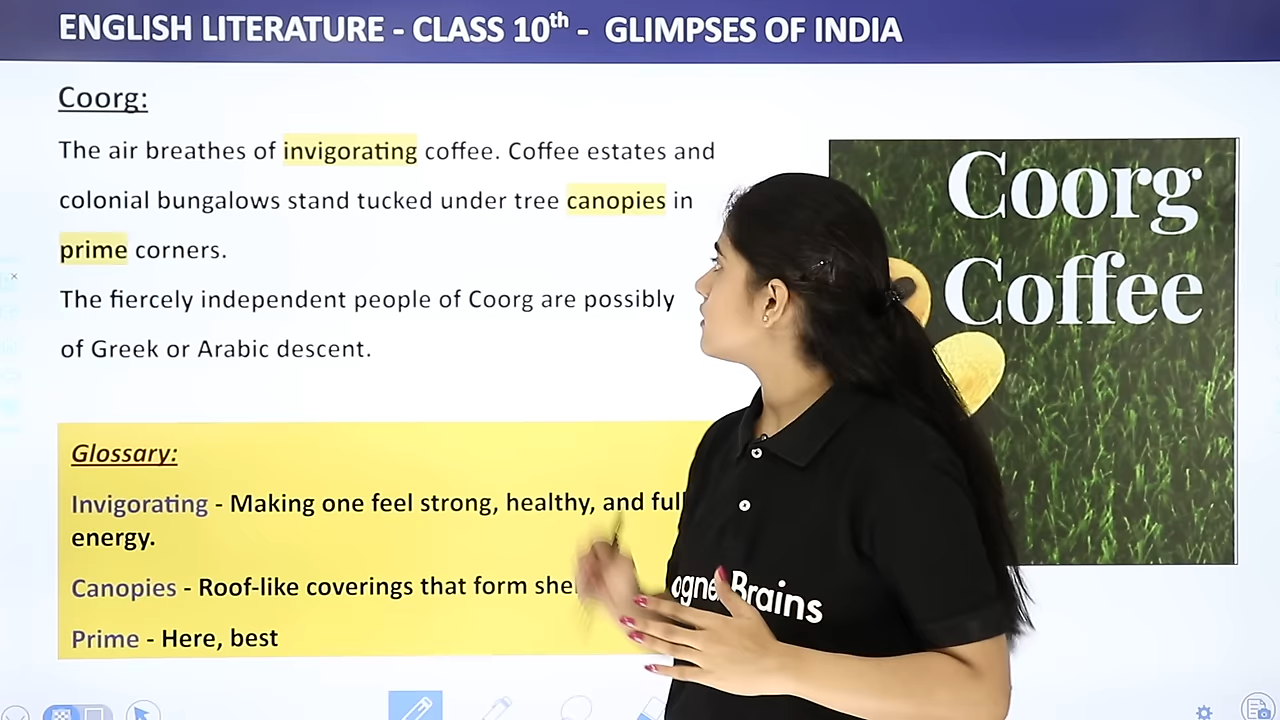 ENGLISH LITERATURE - CLASS 10th - GLIMPSES OF INDIA
Coorg:
The air breathes of invigorating coffee. Coffee estates and
colonial bungalows stand tucked under tree canopies in
prime corners.
The fiercely independent people of Coorg are possibly
of Greek or Arabic descent.
Coorg
Coffee
Glossary:
Invigorating - Making one feel strong, healthy, and
energy.
Canopies - Roof-like coverings that form
Prime - Here, best
Brains